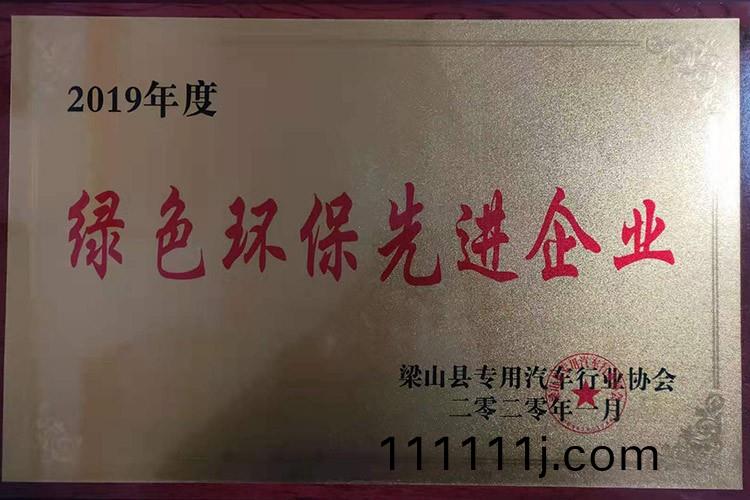 2019年度
绿色环保先进企业
梁山县专用汽车行业协会
二零二零年一月
111111j.com